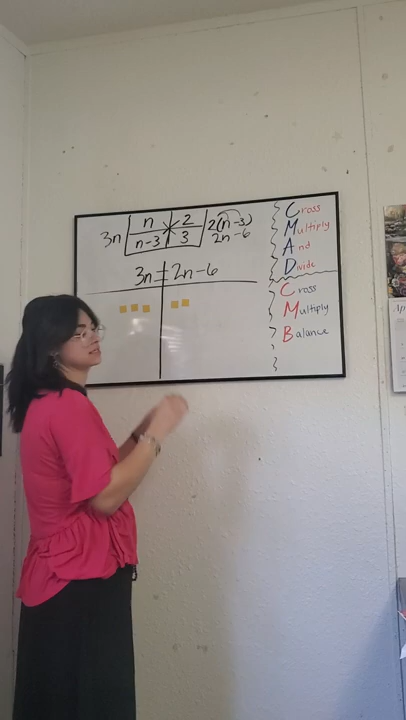 n 2
3n n-3 3 2(n-3)
2n-6
3n = 2n-6
Cross
Multiply
And
Divide
Cross
Multiply
Balance